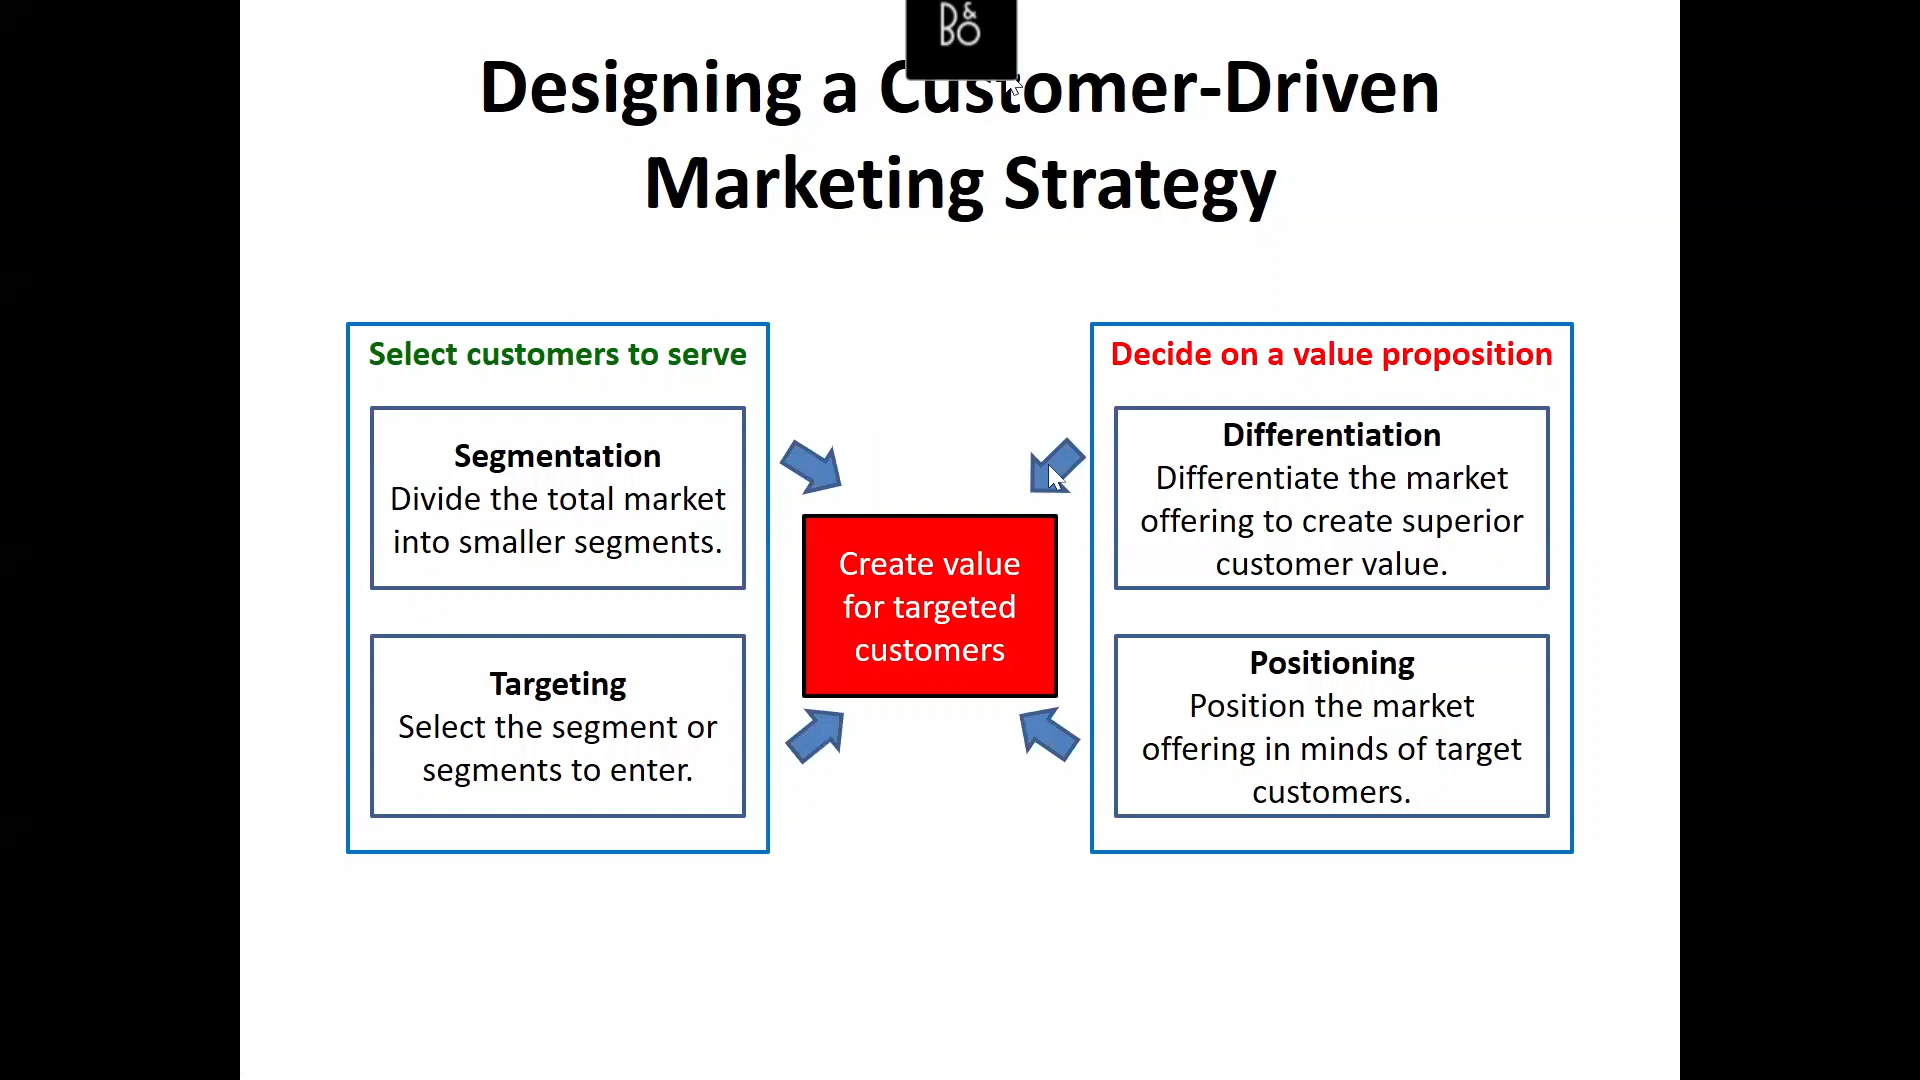 B&O
Designing a Customer-Driven
Marketing Strategy
Select customers to serve
Segmentation
Divide the total market
into smaller segments.
Targeting
Select the segment or
segments to enter.
Create value
for targeted
customers
Decide on a value proposition
Differentiation
Differentiate the market
offering to create superior
customer value.
Positioning
Position the market
offering in minds of target
customers.